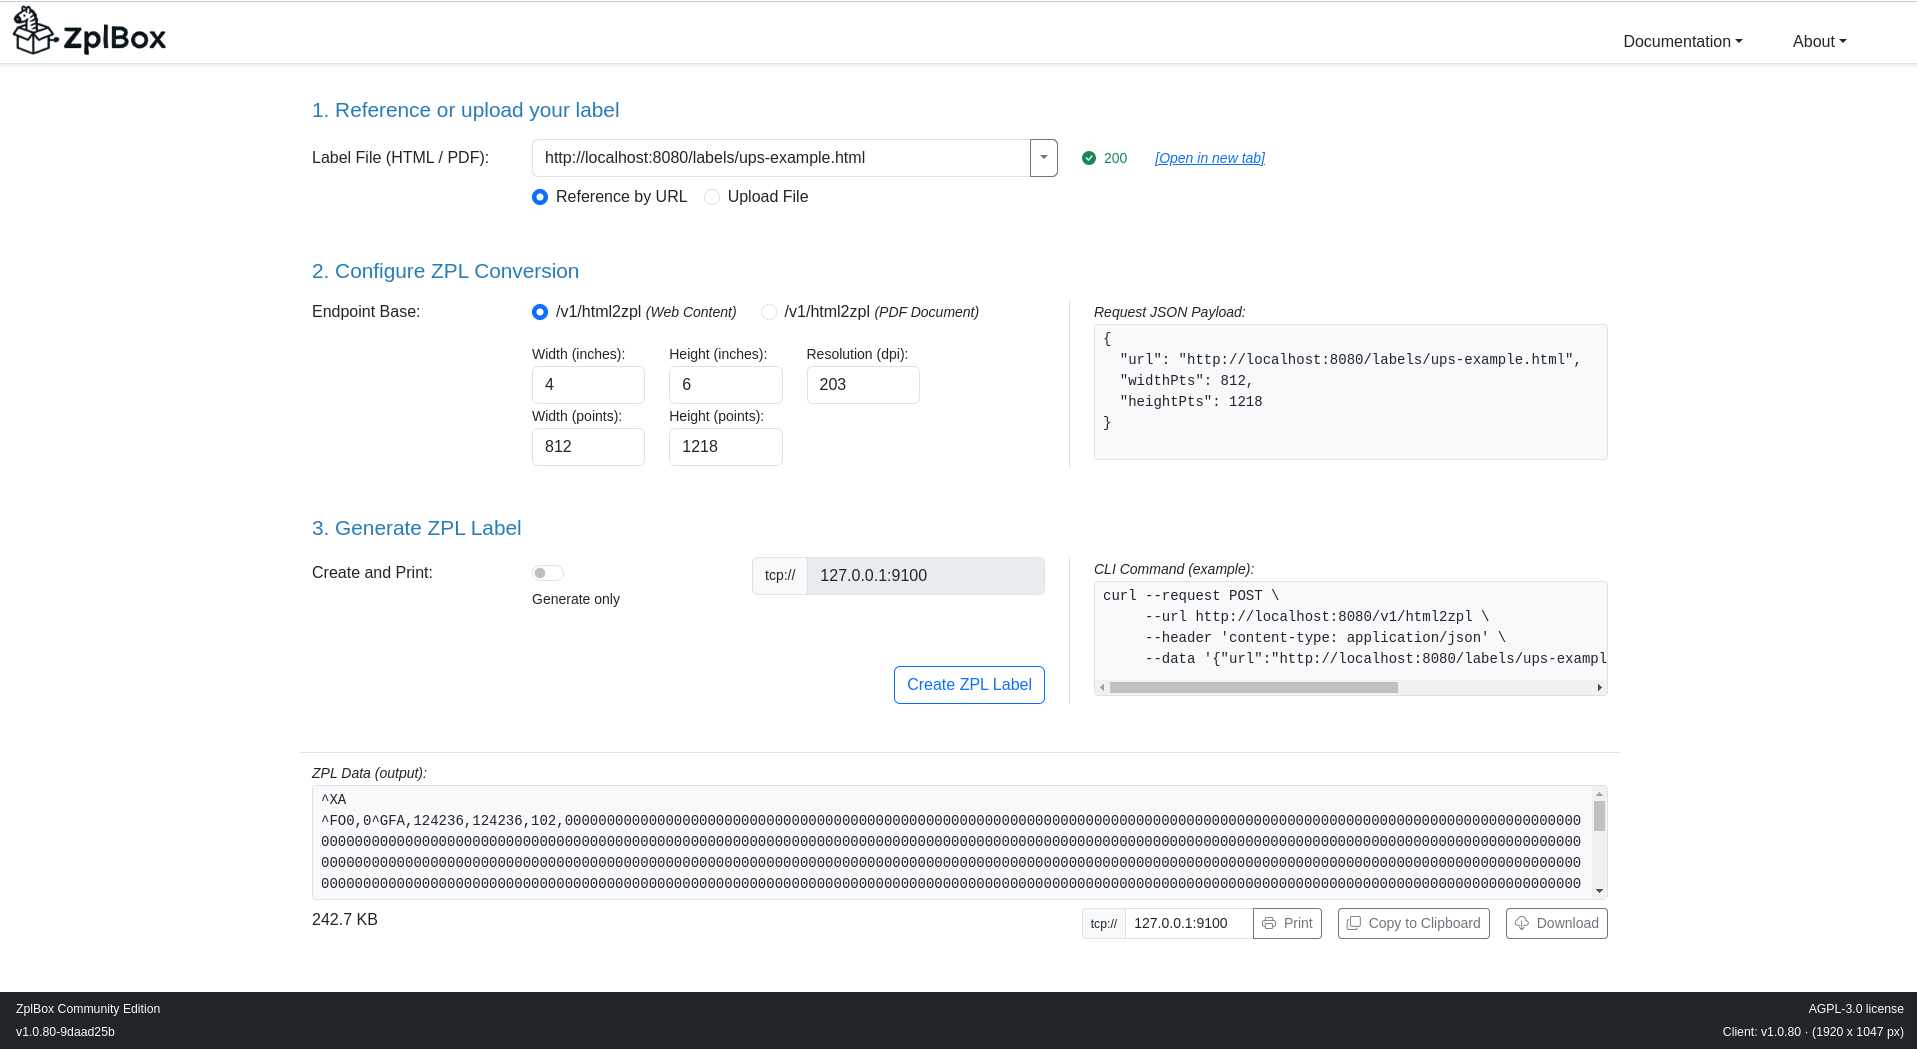 ZplBox
Documentation
About
1. Reference or upload your label
Label File (HTML / PDF):
http://localhost:8080/labels/ups-example.html
200
[Open in new tab]
Reference by URL
Upload File
2. Configure ZPL Conversion
Endpoint Base:
/v1/html2zpl (Web Content)
/v1/html2zpl (PDF Document)
Width (inches):
Height (inches):
Resolution (dpi):
4
6
203
Width (points):
Height (points):
812
1218
Request JSON Payload:
{
"url": "http://localhost:8080/labels/ups-example.html",
"widthPts": 812,
"heightPts": 1218
}
3. Generate ZPL Label
Create and Print:
Generate only
tcp://
127.0.0.1:9100
Create ZPL Label
CLI Command (example):
curl --request POST \
--url http://localhost:8080/v1/html2zpl \
--header 'content-type: application/json' \
--data '{"url":"http://localhost:8080/labels/ups-exampl
ZPL Data (output):
^XA
^FO0,0^GFA,124236,124236,102,0000000000000000000000000000000000000000000000000000000000000000000000000000000000000000000000000000000000000000000000000
000000000000000000000000000000000000000000000000000000000000000000000000000000000000000000000000000000000000000000000000000000000000000000000000000000
000000000000000000000000000000000000000000000000000000000000000000000000000000000000000000000000000000000000000000000000000000000000000000000000000000
000000000000000000000000000000000000000000000000000000000000000000000000000000000000000000000000000000000000000000000000000000000000000000000000000000
242.7 KB
tcp://
127.0.0.1:9100
Print
Copy to Clipboard
Download
ZplBox Community Edition
v1.0.80-9daad25b
AGPL-3.0 license
Client: v1.0.80 · (1920 x 1047 px)